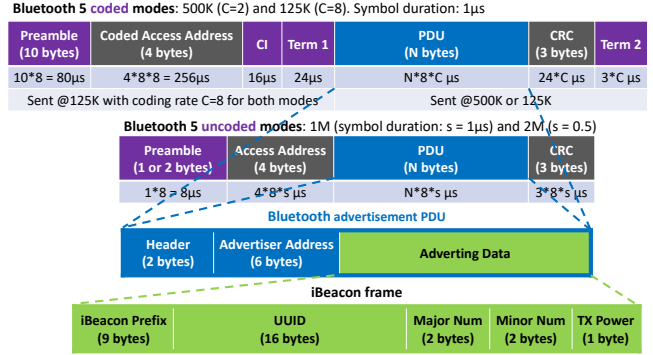 Bluetooth 5 coded modes: 500K (C=2) and 125K (C=8). Symbol duration: 1µs
Preamble Coded Access Address CI Term 1 PDU CRC Term 2
(10 bytes) (4 bytes) (N bytes) (3 bytes)
10*8 = 80µs 4*8*8 = 256µs 16µs 24µs N*8*C µs 24*C µs 3*C µs
Sent @125K with coding rate C=8 for both modes Sent @500K or 125K
Bluetooth 5 uncoded modes: 1M (symbol duration: s = 1µs) and 2M (s = 0.5)
Preamble Access Address PDU CRC
(1 or 2 bytes) (4 bytes) (N bytes) (3 bytes)
1*8 = 8µs 4*8*s µs N*8*s µs 3*8*s µs
Bluetooth advertisement PDU
Header Advertiser Address Adverting Data
(2 bytes) (6 bytes)
iBeacon frame
iBeacon Prefix UUID Major Num Minor Num TX Power
(9 bytes) (16 bytes) (2 bytes) (2 bytes) (1 byte)